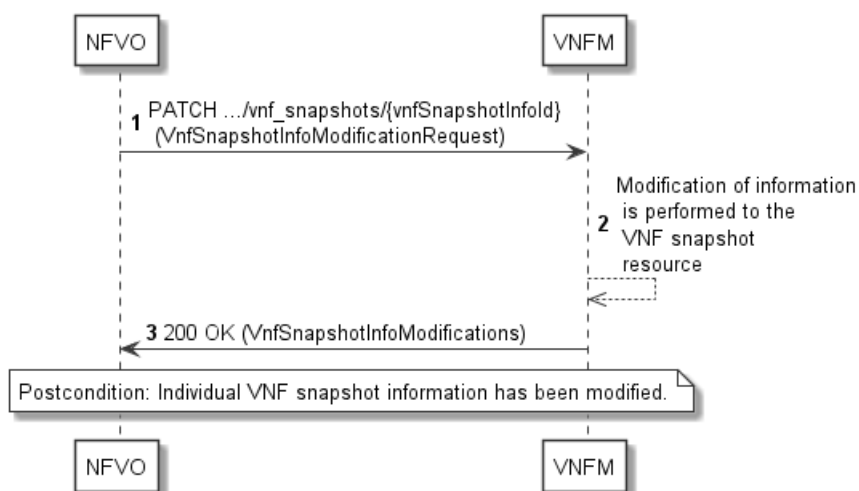 NFVO
VNFM
1 PATCH .../vnf_snapshots/{vnfSnapshotInfoId}
(VnfSnapshotInfoModificationRequest)
Modification of information
2 is performed to the
VNF snapshot
resource
3 200 OK (VnfSnapshotInfoModifications)
Postcondition: Individual VNF snapshot information has been modified.
NFVO
VNFM